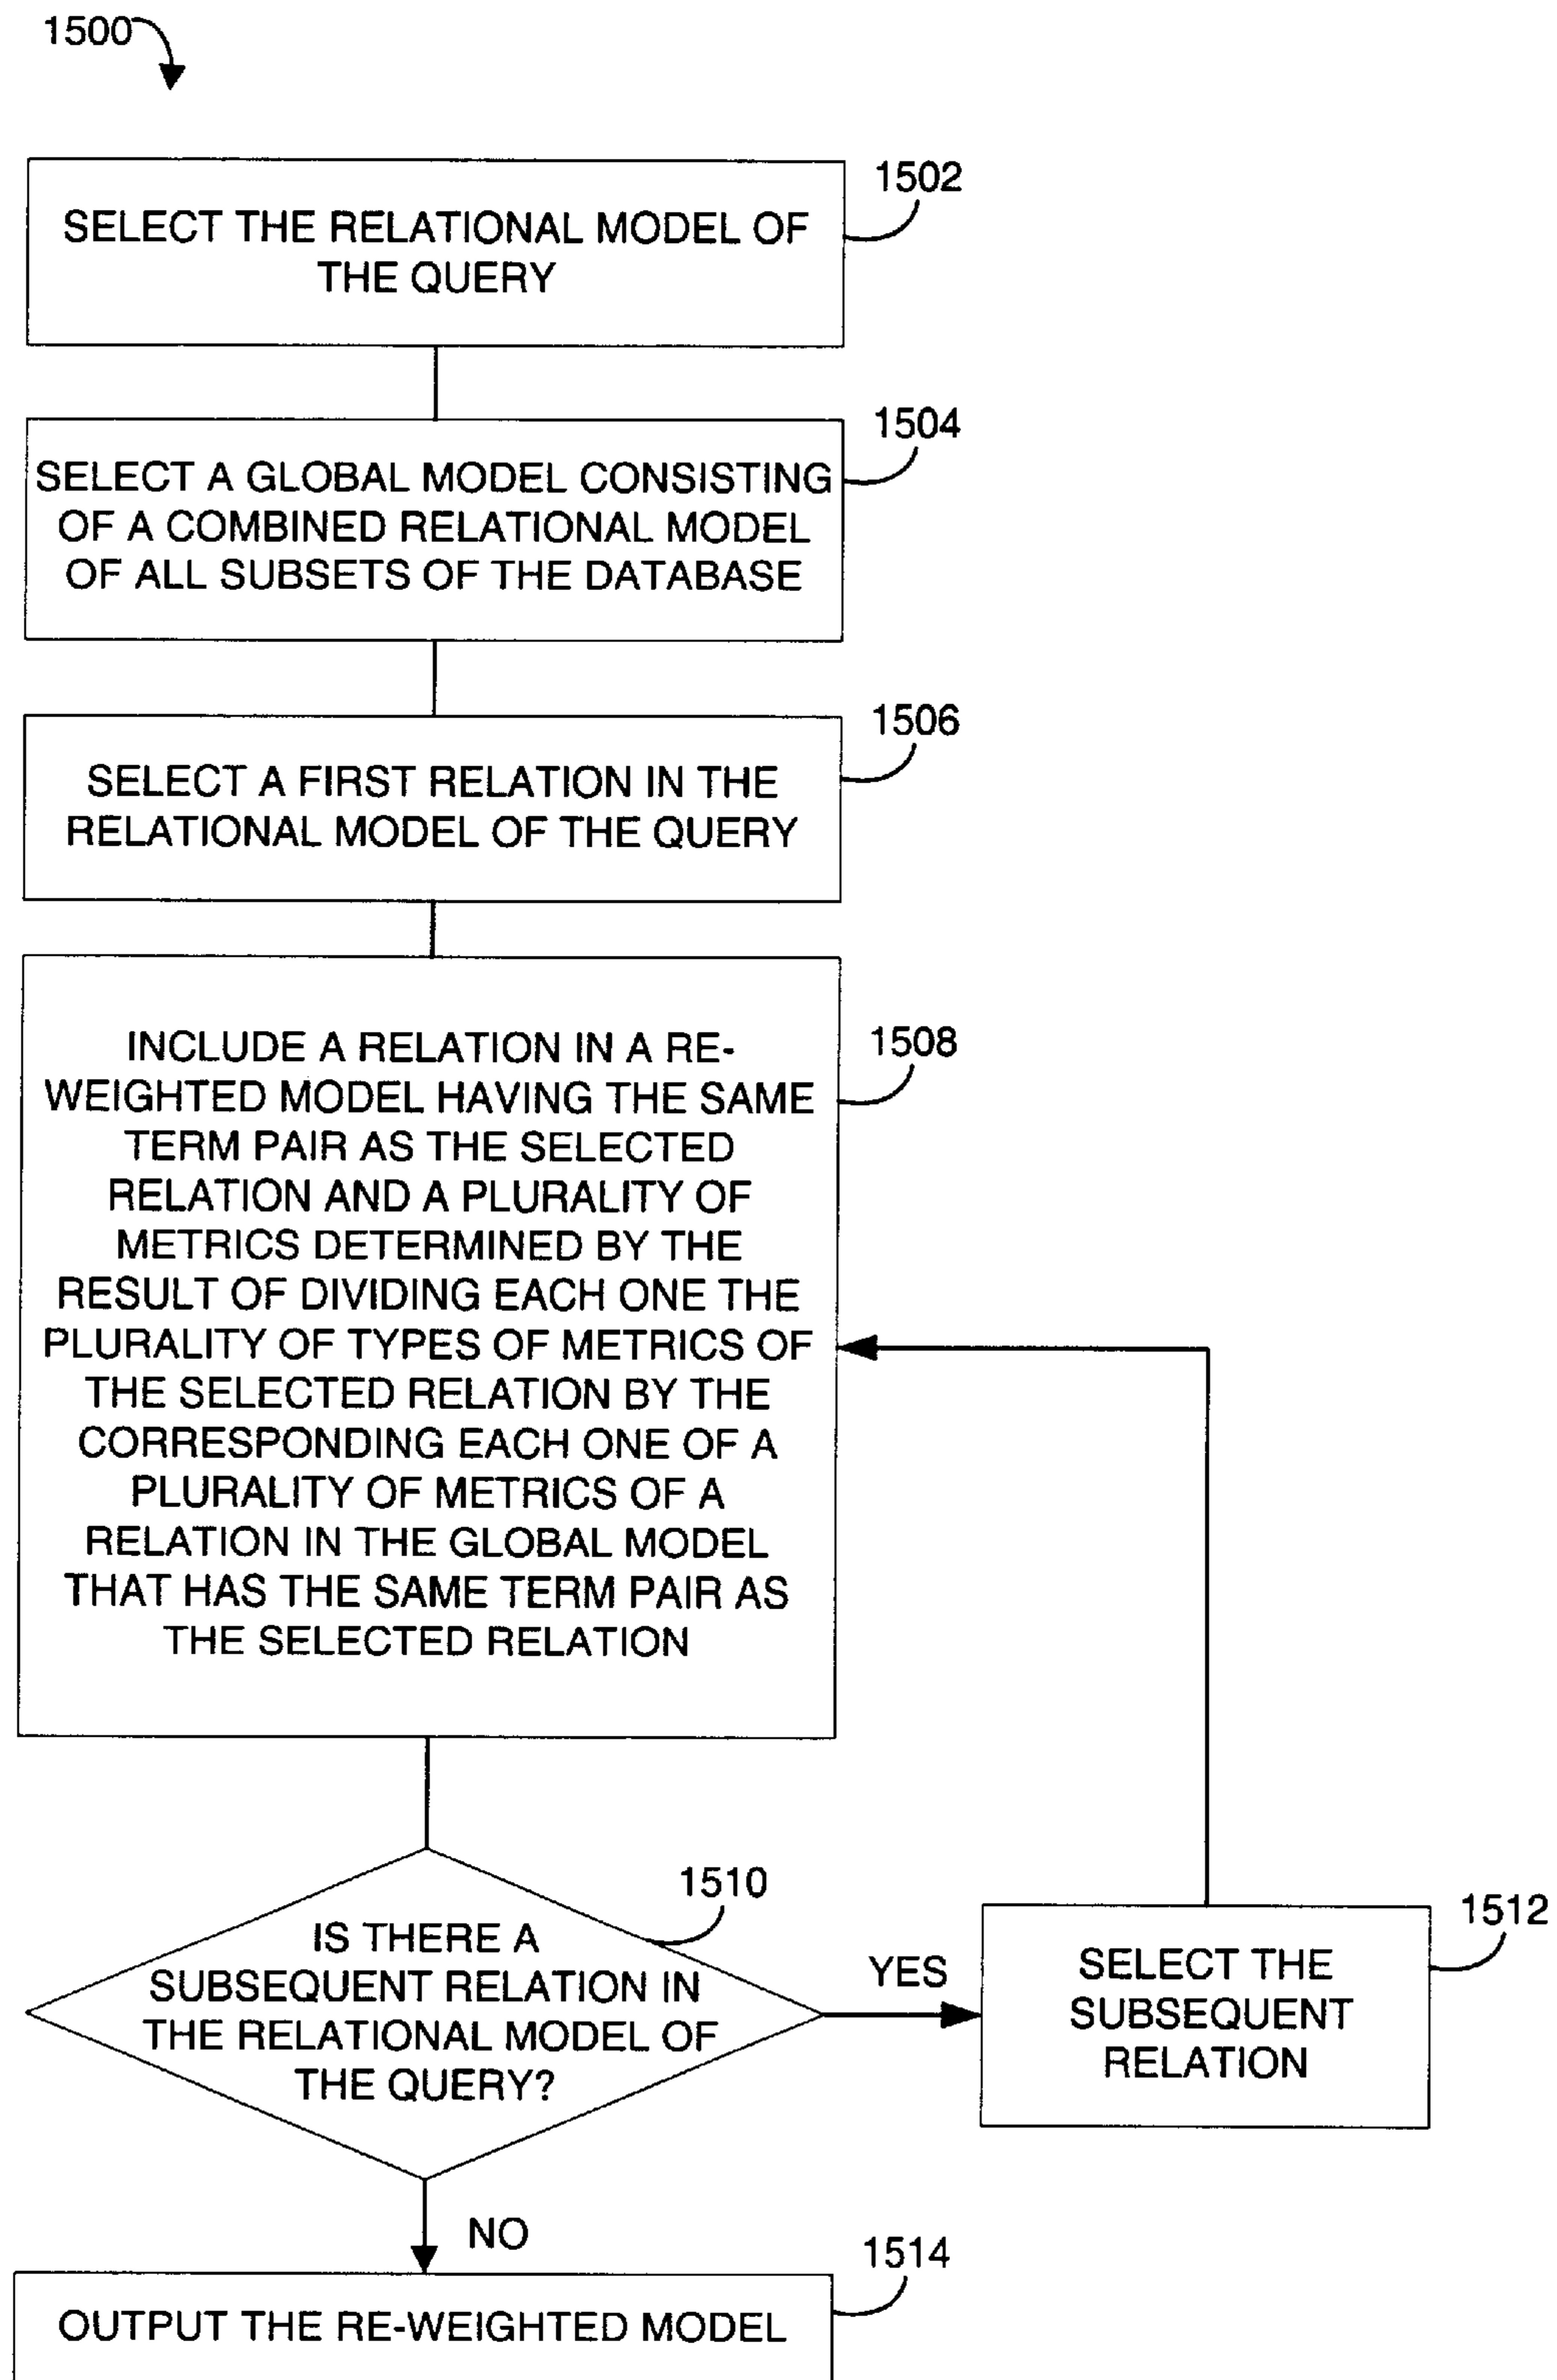 1500
1502
SELECT THE RELATIONAL MODEL OF
THE QUERY
1504
SELECT A GLOBAL MODEL CONSISTING
OF A COMBINED RELATIONAL MODEL
OF ALL SUBSETS OF THE DATABASE
1506
SELECT A FIRST RELATION IN THE
RELATIONAL MODEL OF THE QUERY
1508
INCLUDE A RELATION IN A RE-
WEIGHTED MODEL HAVING THE SAME
TERM PAIR AS THE SELECTED
RELATION AND A PLURALITY OF
METRICS DETERMINED BY THE
RESULT OF DIVIDING EACH ONE THE
PLURALITY OF TYPES OF METRICS OF
THE SELECTED RELATION BY THE
CORRESPONDING EACH ONE OF A
PLURALITY OF METRICS OF A
RELATION IN THE GLOBAL MODEL
THAT HAS THE SAME TERM PAIR AS
THE SELECTED RELATION
1510
IS THERE A
SUBSEQUENT RELATION IN
THE RELATIONAL MODEL OF
THE QUERY?
YES
1512
SELECT THE
SUBSEQUENT
RELATION
NO
1514
OUTPUT THE RE-WEIGHTED MODEL